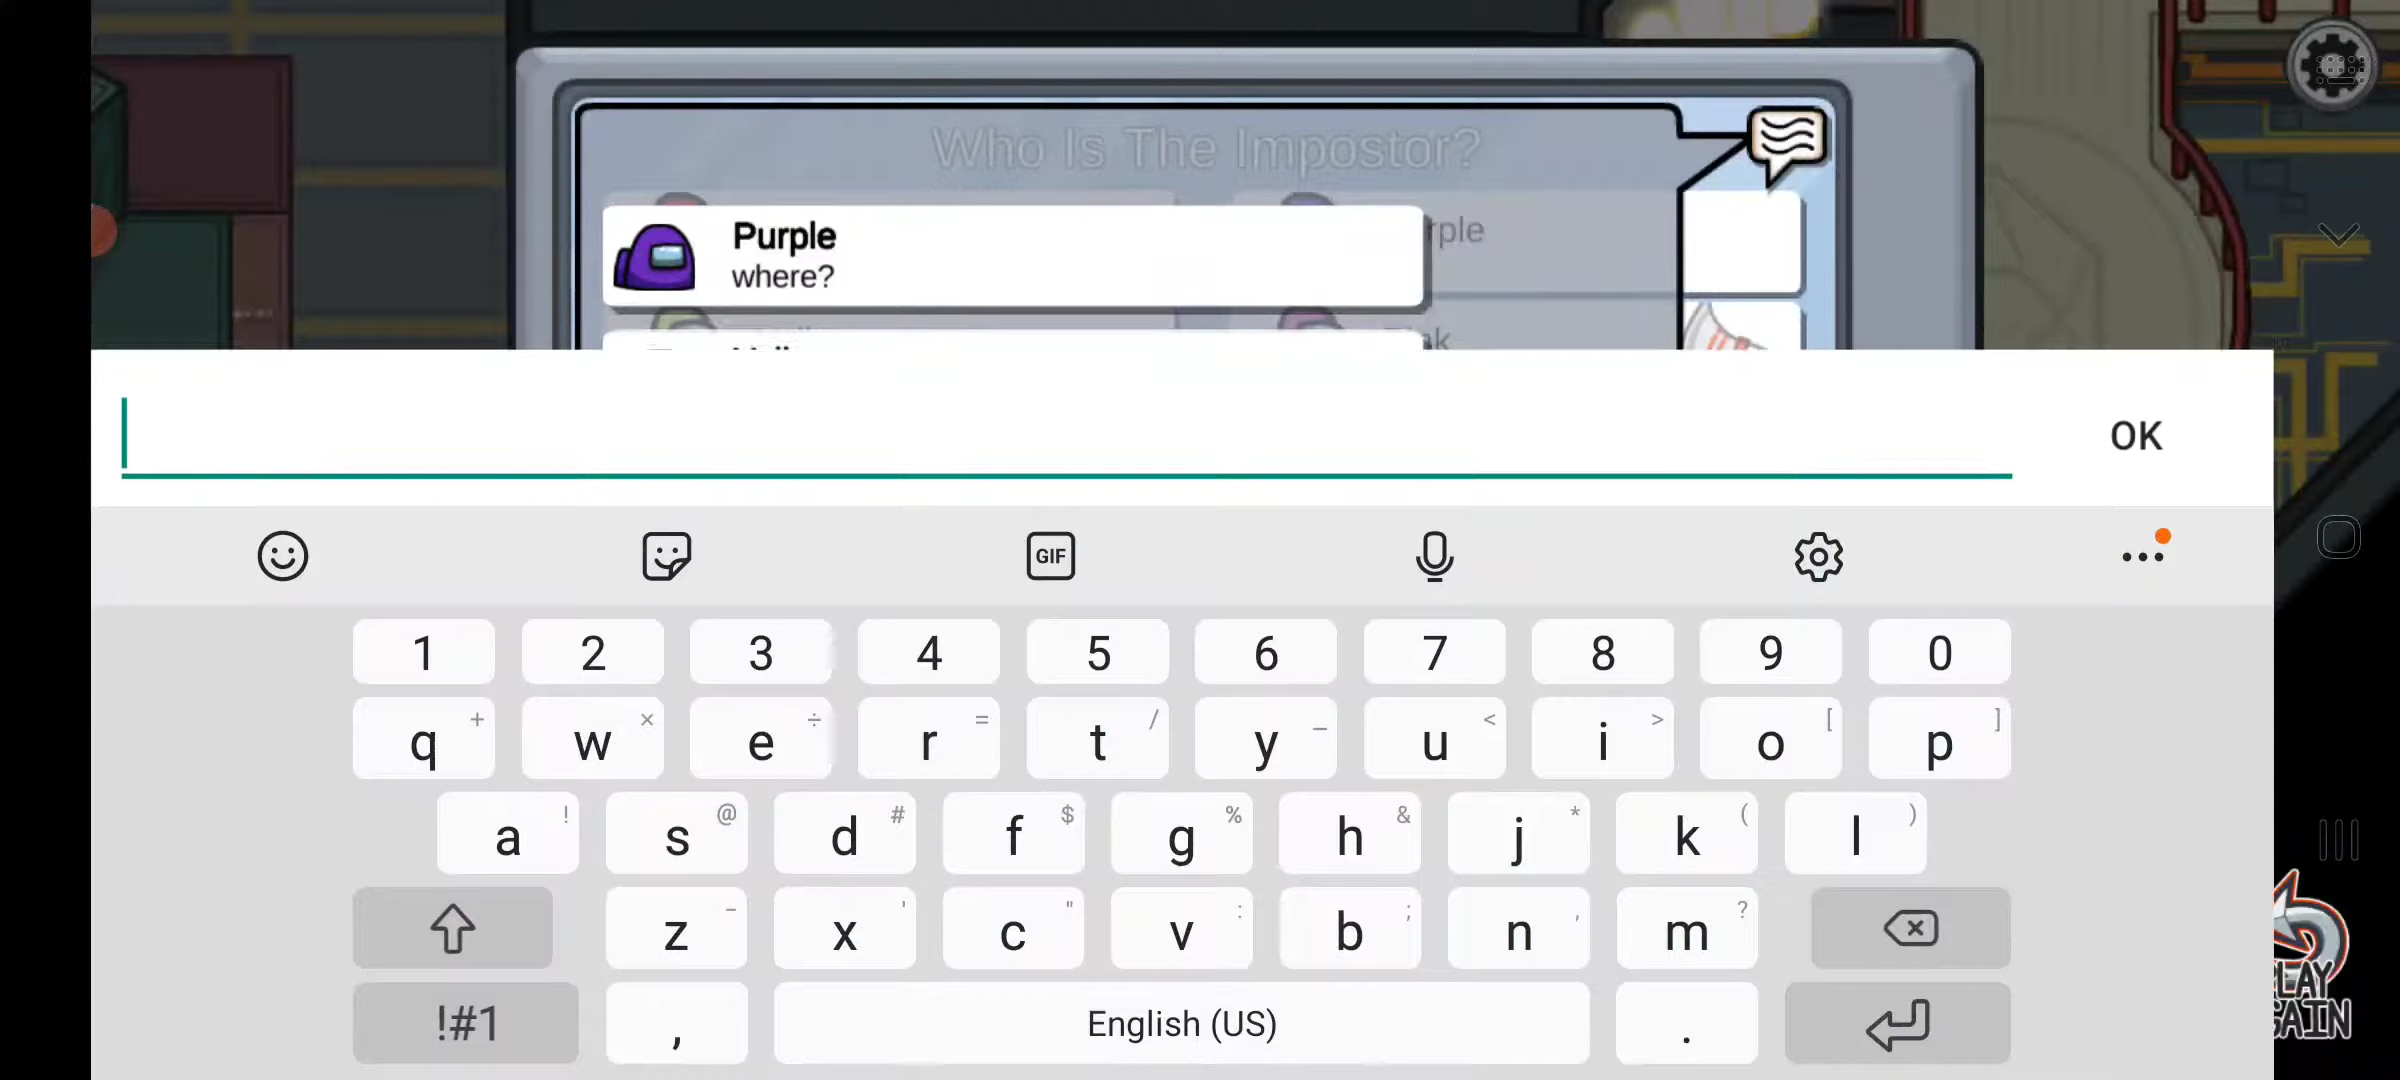 Who Is The Impostor?
Purple
where?
rple
OK
GIF
1 2 3 4 5 6 7 8 9 0
q + w × e ÷ r = t / y _ u < i > o [ p ]
a ! s @ d # f $ g % h & j * k ( l )
z - x ' c " v : b ; n , m ?
!#1 , English (US) .